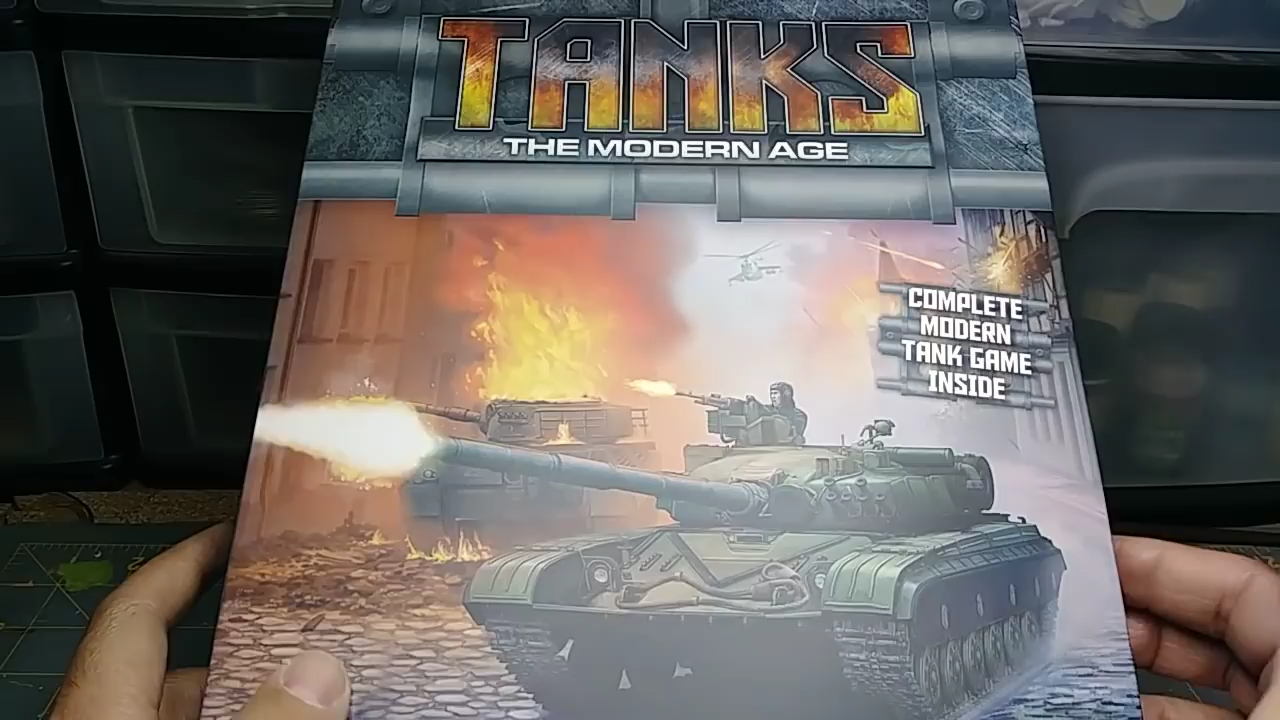 TANKS
THE MODERN AGE
COMPLETE
MODERN
TANK GAME
INSIDE